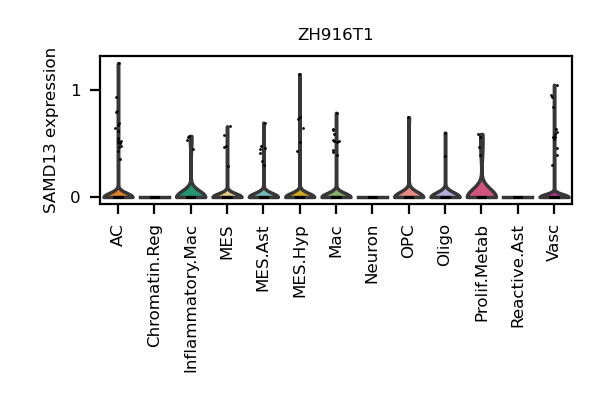 ZH916T1
SAMD13 expression
1
0
AC
Chromatin.Reg
Inflammatory.Mac
MES
MES.Ast
MES.Hyp
Mac
Neuron
OPC
Oligo
Prolif.Metab
Reactive.Ast
Vasc